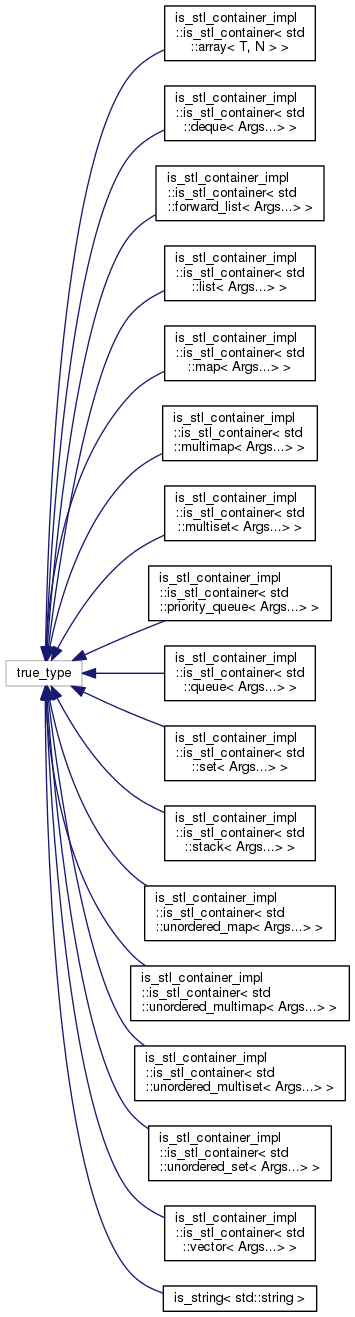 is_stl_container_impl
::is_stl_container< std
::array< T, N > >
is_stl_container_impl
::is_stl_container< std
::deque< Args...> >
is_stl_container_impl
::is_stl_container< std
::forward_list< Args...> >
is_stl_container_impl
::is_stl_container< std
::list< Args...> >
is_stl_container_impl
::is_stl_container< std
::map< Args...> >
is_stl_container_impl
::is_stl_container< std
::multimap< Args...> >
is_stl_container_impl
::is_stl_container< std
::multiset< Args...> >
is_stl_container_impl
::is_stl_container< std
::priority_queue< Args...> >
true_type
is_stl_container_impl
::is_stl_container< std
::queue< Args...> >
is_stl_container_impl
::is_stl_container< std
::set< Args...> >
is_stl_container_impl
::is_stl_container< std
::stack< Args...> >
is_stl_container_impl
::is_stl_container< std
::unordered_map< Args...> >
is_stl_container_impl
::is_stl_container< std
::unordered_multimap< Args...> >
is_stl_container_impl
::is_stl_container< std
::unordered_multiset< Args...> >
is_stl_container_impl
::is_stl_container< std
::unordered_set< Args...> >
is_stl_container_impl
::is_stl_container< std
::vector< Args...> >
is_string< std::string >